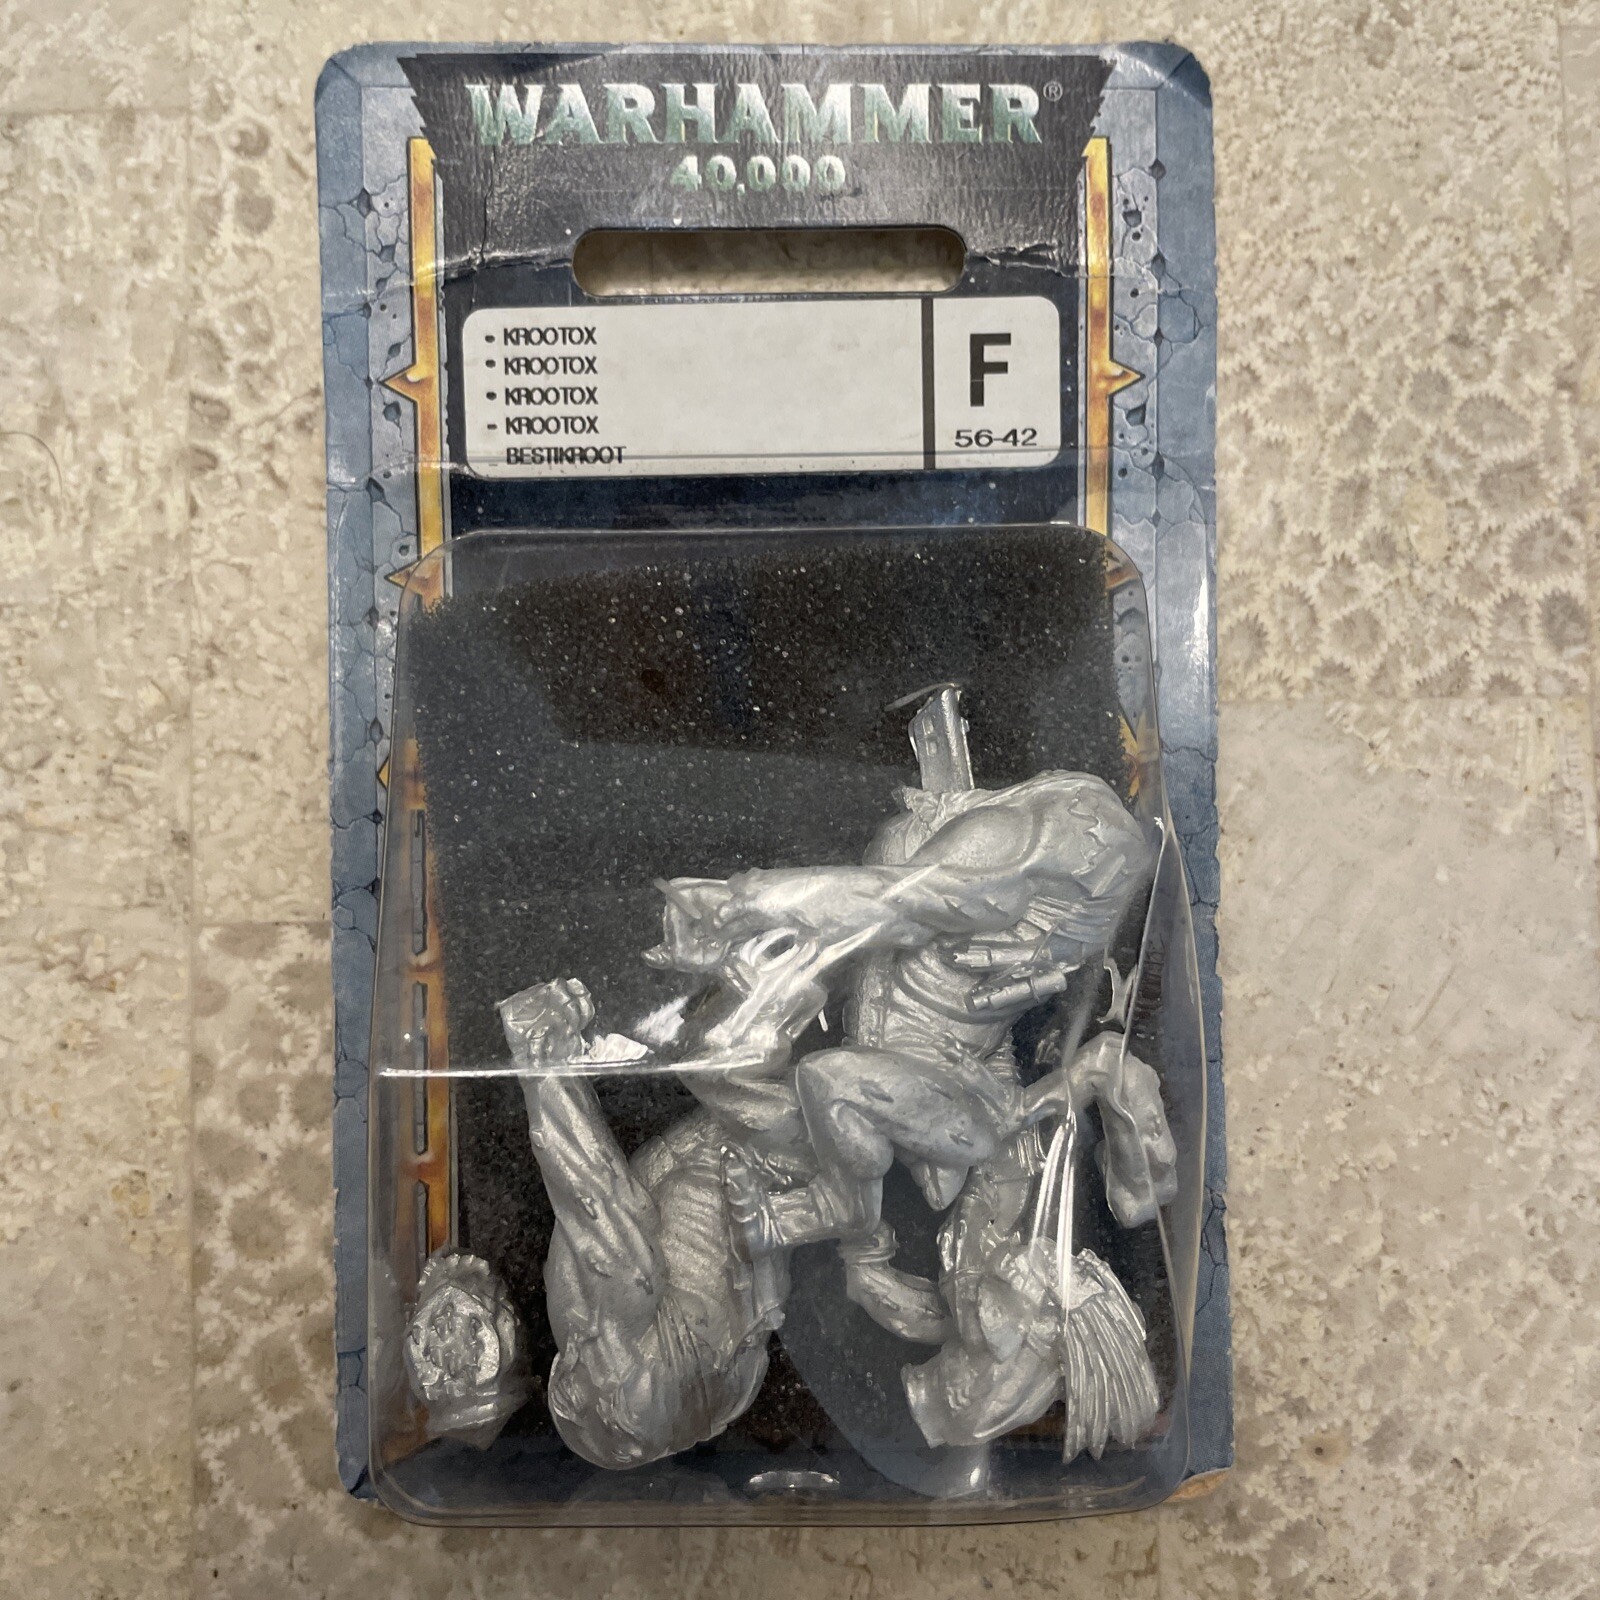 WARHAMMER®
40,000
- KROOTOX
- KROOTOX
- KROOTOX
- KROOTOX
BESTIKROOT
F
56-42